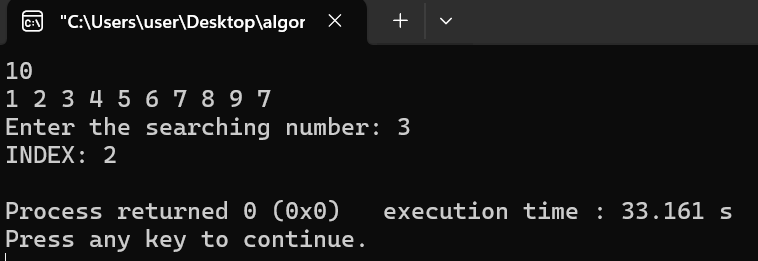 "C:\Users\user\Desktop\algor
10
1 2 3 4 5 6 7 8 9 7
Enter the searching number: 3
INDEX: 2
Process returned 0 (0x0)   execution time : 33.161 s
Press any key to continue.